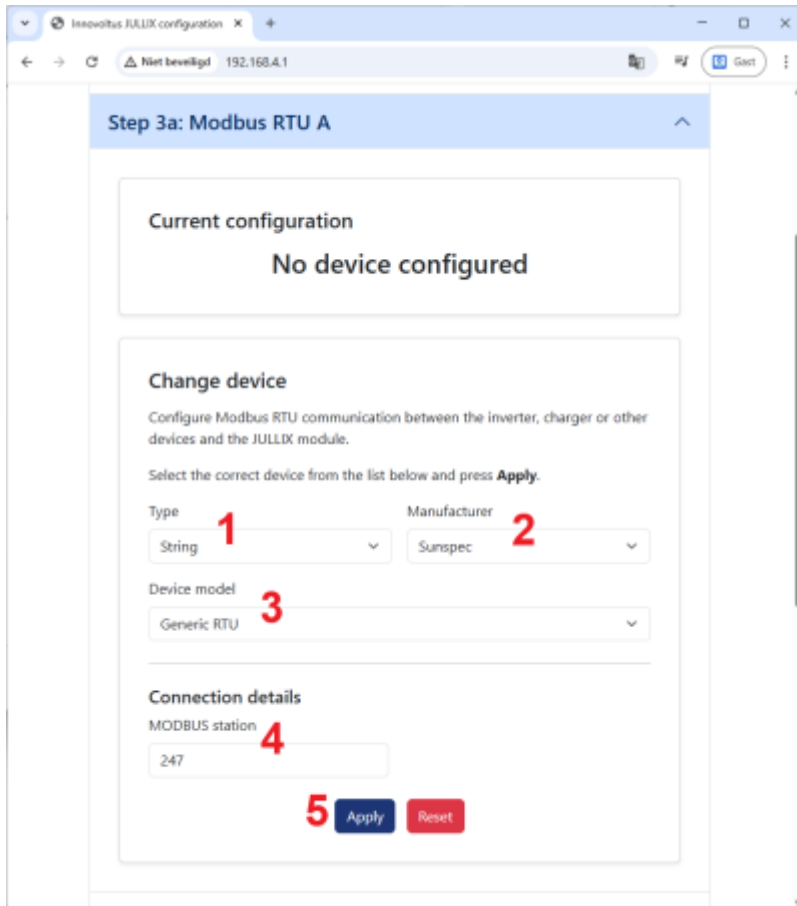 Innovoltus JULLIX configuration
Niet beveiligd 192.168.4.1
Gast
Step 3a: Modbus RTU A
Current configuration
No device configured
Change device
Configure Modbus RTU communication between the inverter, charger or other
devices and the JULLIX module.
Select the correct device from the list below and press Apply.
Type 1
Manufacturer 2
String
Sunspec
Device model 3
Generic RTU
Connection details
MODBUS station 4
247
5 Apply Reset